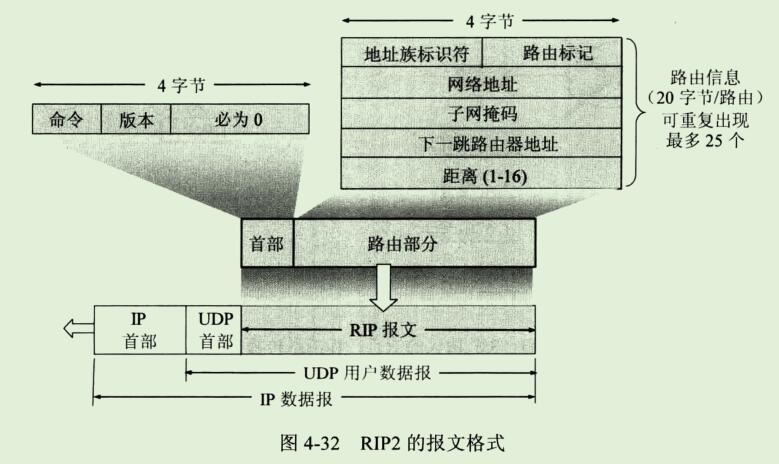 4 字节
地址族标识符 路由标记
网络地址
子网掩码
下一跳路由器地址
距离 (1-16)
路由信息
（20 字节/路由）
可重复出现
最多 25 个
4 字节
命令 版本 必为 0
首部 路由部分
IP
首部
UDP
首部
RIP 报文
UDP 用户数据报
IP 数据报
图 4-32 RIP2 的报文格式